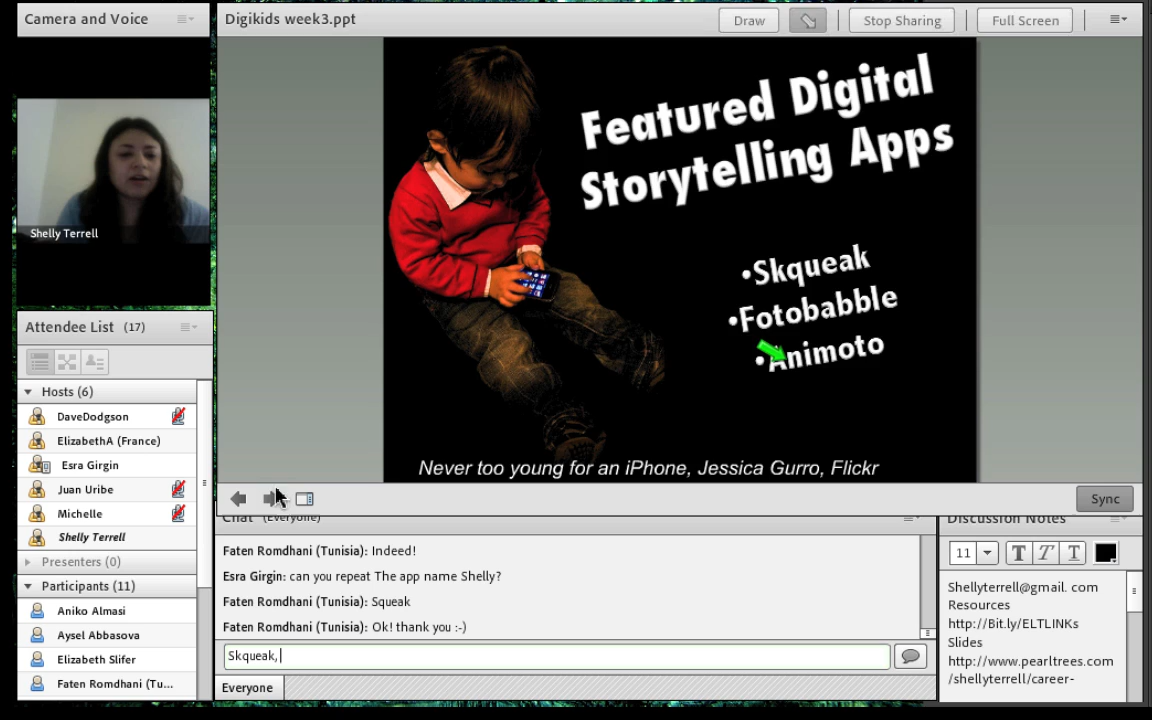 Camera and Voice
Shelly Terrell
Attendee List (17)
Hosts (6)
DaveDodgson
ElizabethA (France)
Esra Girgin
Juan Uribe
Michelle
Shelly Terrell
Presenters (0)
Participants (11)
Aniko Almasi
Aysel Abbasova
Elizabeth Slifer
Faten Romdhani (Tu...
Digikids week3.ppt
Draw
Stop Sharing
Full Screen
Featured Digital
Storytelling Apps
•Skqueak
•Fotobabble
•Animoto
Never too young for an iPhone, Jessica Gurro, Flickr
Sync
Chat (Everyone)
Faten Romdhani (Tunisia): Indeed!
Esra Girgin: can you repeat The app name Shelly?
Faten Romdhani (Tunisia): Squeak
Faten Romdhani (Tunisia): Ok! thank you :-)
Skqueak,
Everyone
Discussion Notes
11
T T T
Shellyterrell@gmail. com
Resources
http://Bit.ly/ELTLINKs
Slides
http://www.pearltrees.com
/shellyterrell/career-